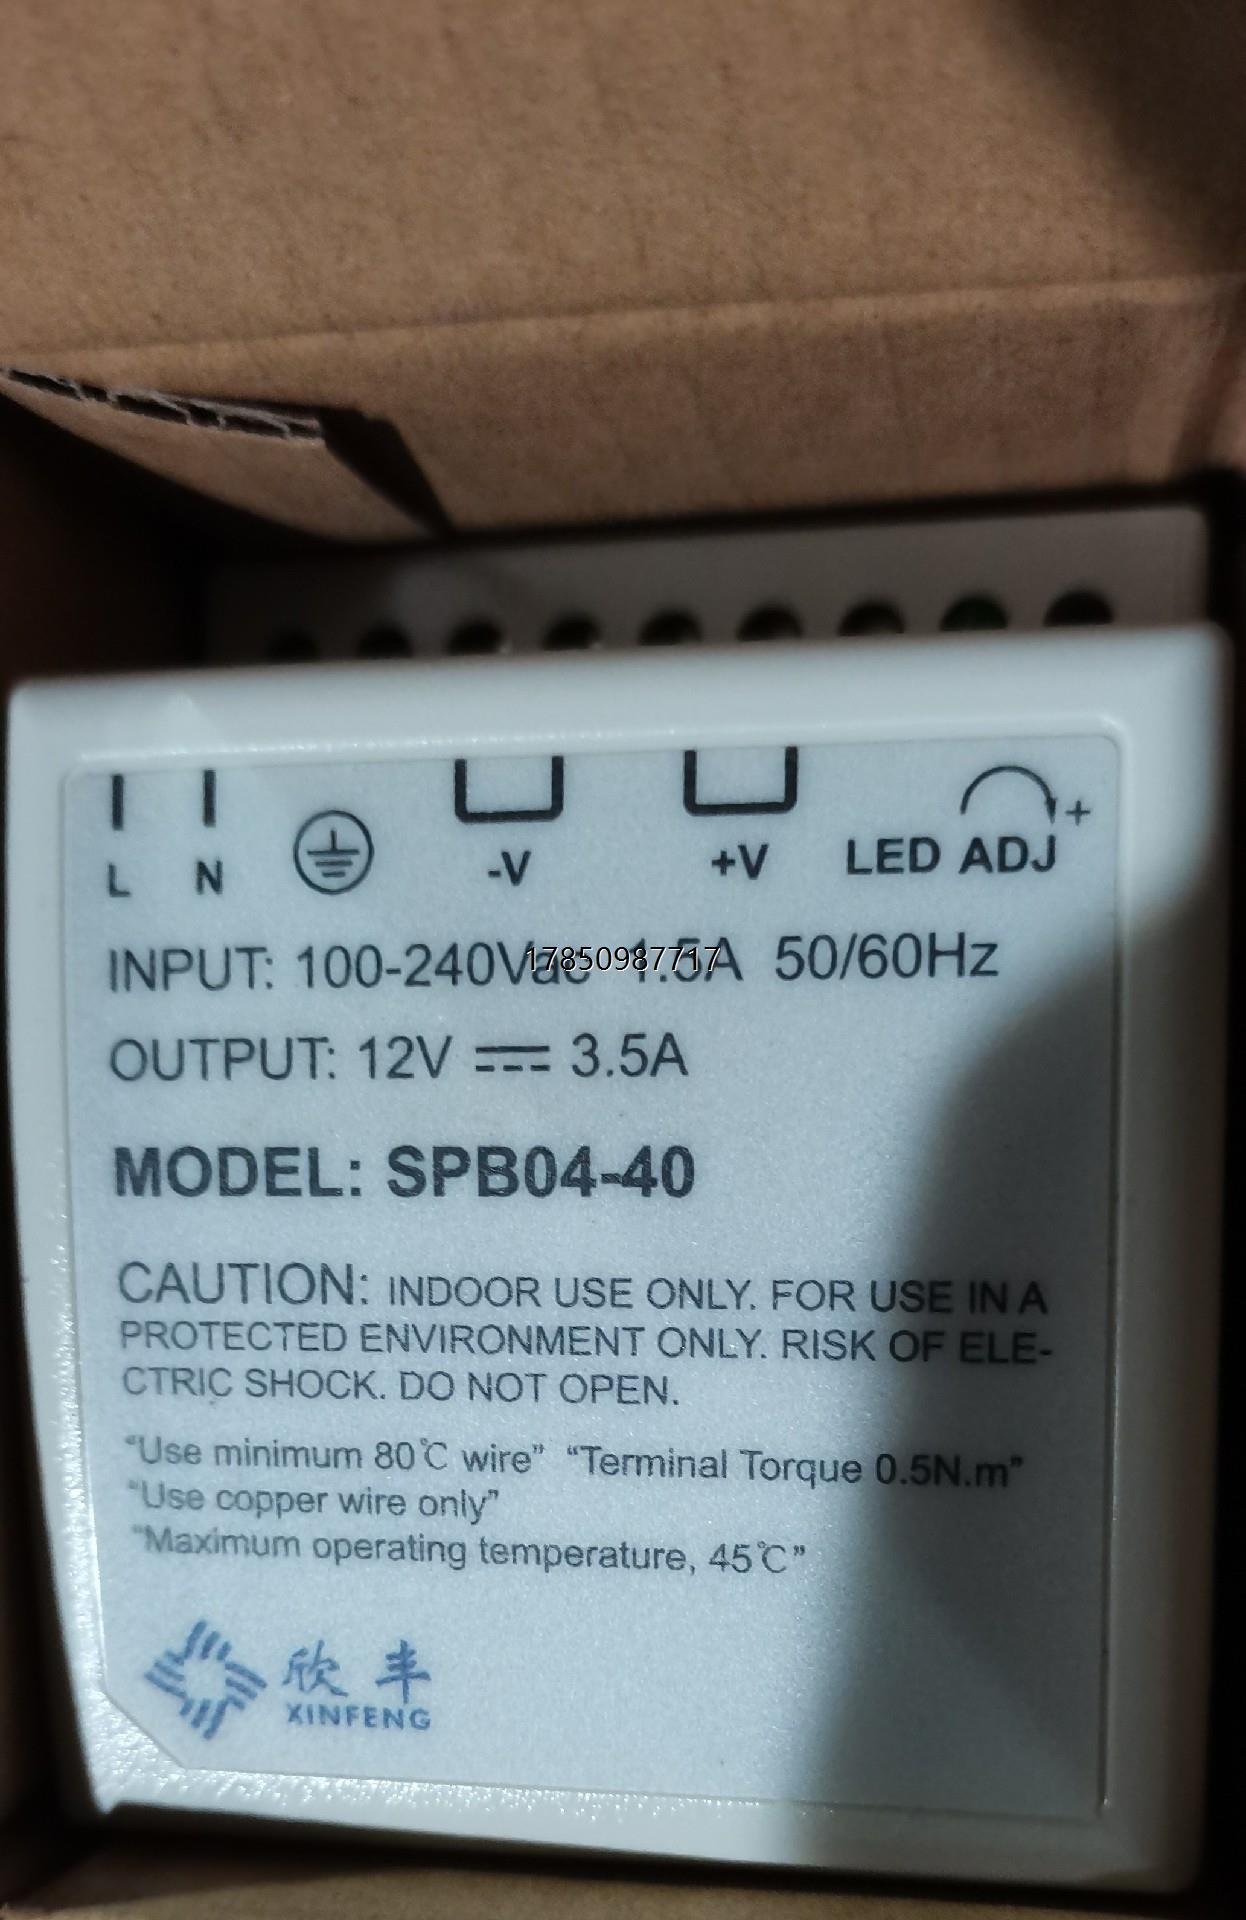 L N -V +V LED ADJ +
INPUT: 100-240Vac 1.5A 50/60Hz
17850987717
OUTPUT: 12V 3.5A
MODEL: SPB04-40
CAUTION: INDOOR USE ONLY. FOR USE IN A
PROTECTED ENVIRONMENT ONLY. RISK OF ELE-
CTRIC SHOCK. DO NOT OPEN.
“Use minimum 80℃ wire” “Terminal Torque 0.5N.m”
“Use copper wire only”
“Maximum operating temperature, 45℃”
欣丰
XINFENG